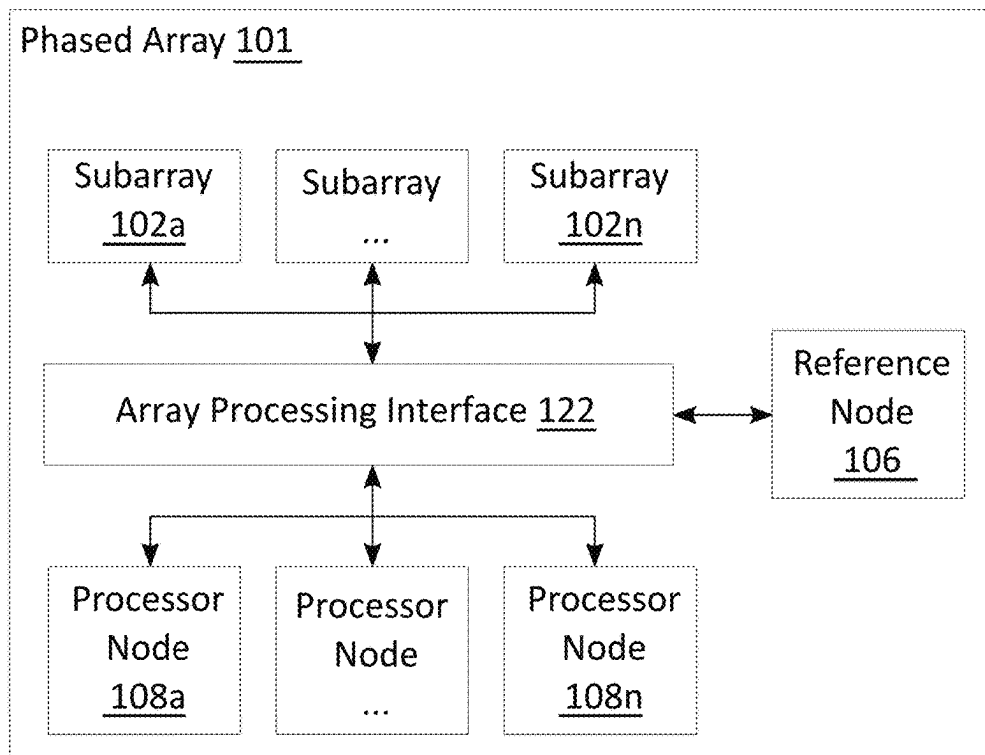 Phased Array 101
Subarray
102a
Subarray
...
Subarray
102n
Array Processing Interface 122
Reference
Node
106
Processor
Node
108a
Processor
Node
...
Processor
Node
108n